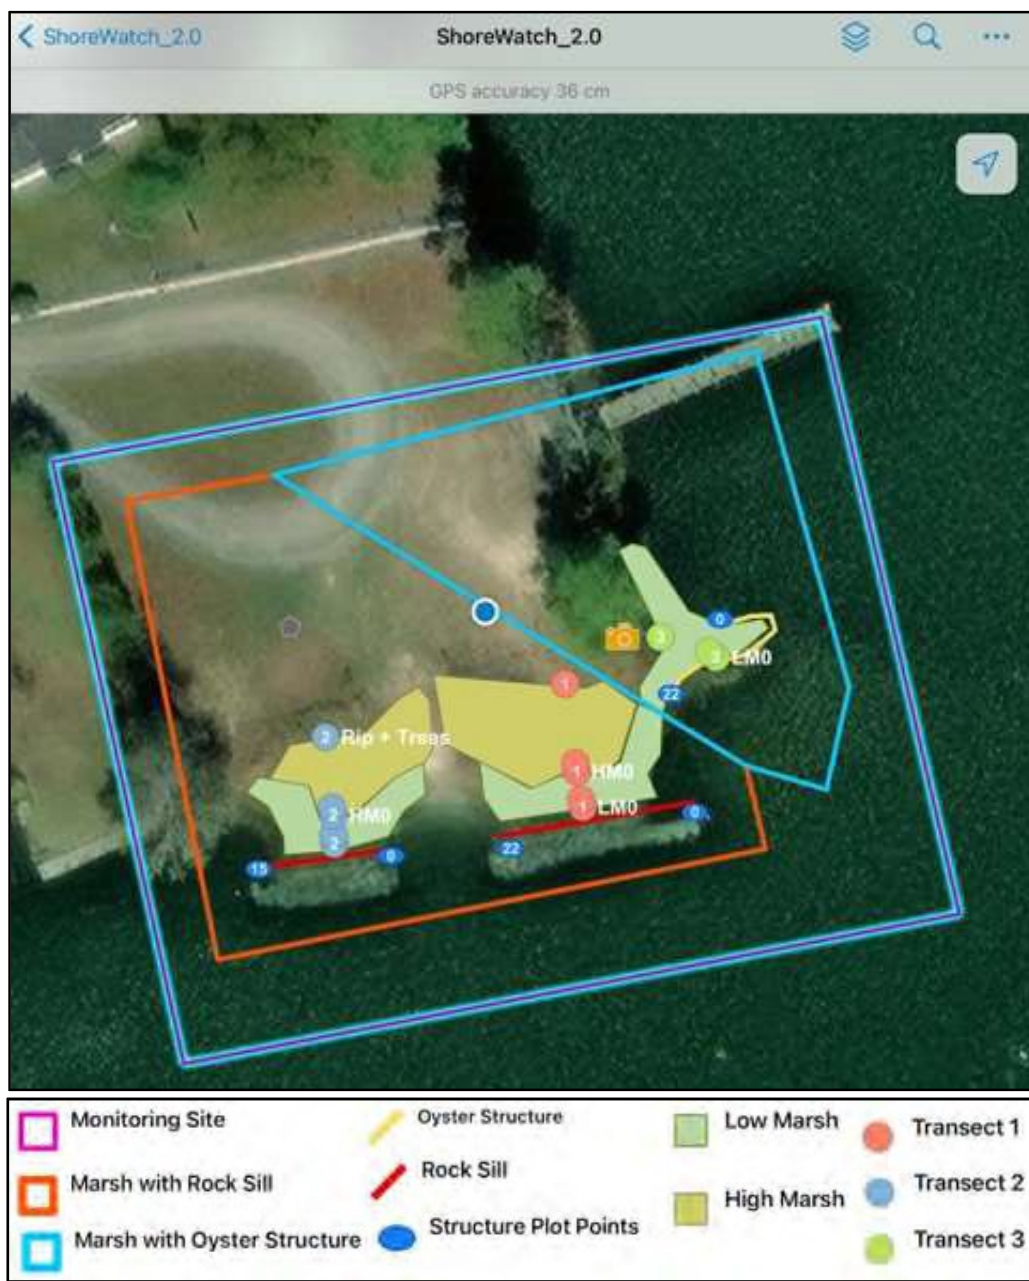 ShoreWatch_2.0
ShoreWatch_2.0
GPS accuracy 36 cm
0
3
3
LM0
1
22
2
Rip + Trees
1
HM0
2
HM0
1
LM0
0
2
22
15
0
Monitoring Site
Oyster Structure
Low Marsh
Transect 1
Marsh with Rock Sill
Rock Sill
High Marsh
Transect 2
Marsh with Oyster Structure
Structure Plot Points
Transect 3